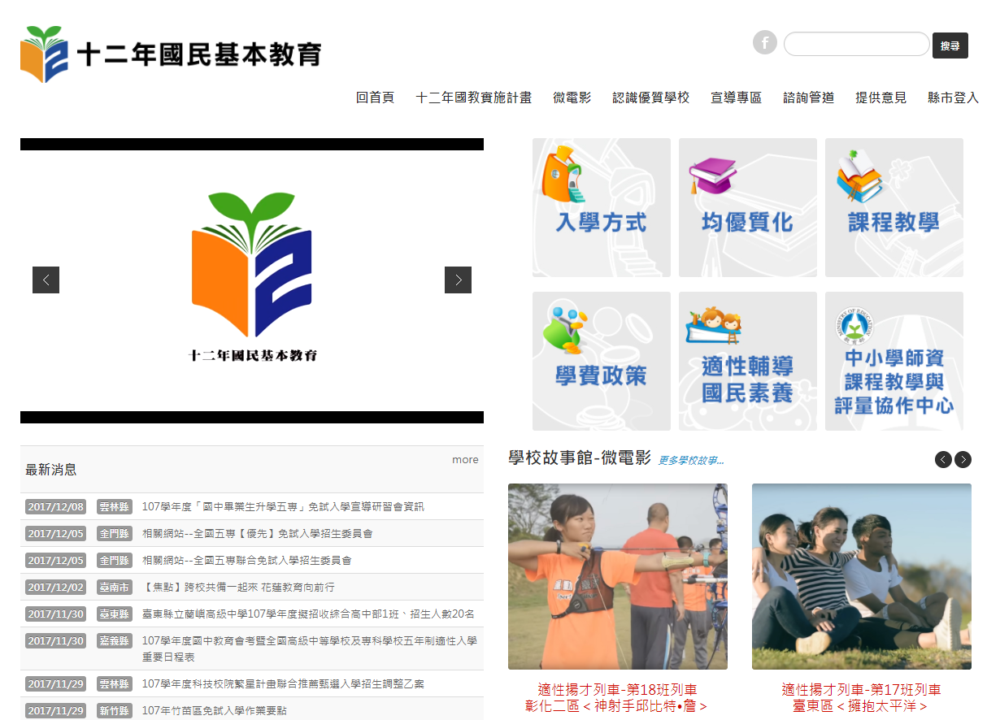 十二年國民基本教育
f
搜尋
回首頁 十二年國教實施計畫 微電影 認識優質學校 宣導專區 諮詢管道 提供意見 縣市登入
十二年國民基本教育
入學方式
均優質化
課程教學
學費政策
適性輔導
國民素養
MINISTRY OF EDUCATION
教育部
中小學師資
課程教學與
評量協作中心
最新消息 more
2017/12/08 雲林縣 107學年度「國中畢業生升學五專」免試入學宣導研習會資訊
2017/12/05 金門縣 相關網站--全國五專【優先】免試入學招生委員會
2017/12/05 金門縣 相關網站--全國五專聯合免試入學招生委員會
2017/12/02 臺南市 【焦點】跨校共備一起來 花蓮教育向前行
2017/11/30 臺東縣 臺東縣立蘭嶼高級中學107學年度擬招收綜合高中部1班、招生人數20名
2017/11/30 嘉義縣 107學年度國中教育會考暨全國高級中等學校及專科學校五年制適性入學
重要日程表
2017/11/29 雲林縣 107學年度科技校院繁星計畫聯合推薦甄選入學招生調整乙案
2017/11/29 新竹縣 107年竹苗區免試入學作業要點
學校故事館-微電影 更多學校故事...
適性揚才列車-第18班列車
彰化二區＜神射手邱比特•詹＞
適性揚才列車-第17班列車
臺東區＜擁抱太平洋＞